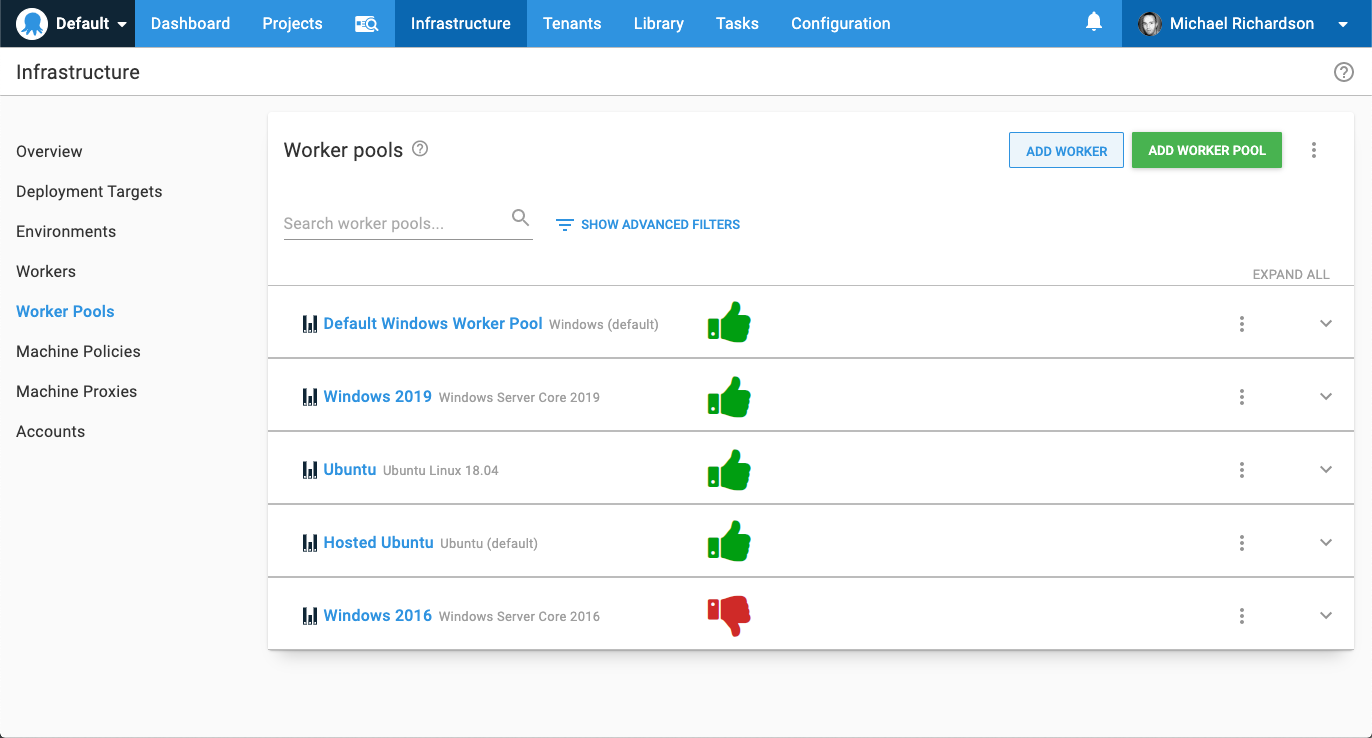 Default Dashboard Projects Infrastructure Tenants Library Tasks Configuration Michael Richardson
Infrastructure
Overview
Deployment Targets
Environments
Workers
Worker Pools
Machine Policies
Machine Proxies
Accounts
Worker pools
ADD WORKER ADD WORKER POOL
Search worker pools... SHOW ADVANCED FILTERS
EXPAND ALL
Default Windows Worker Pool Windows (default)
Windows 2019 Windows Server Core 2019
Ubuntu Ubuntu Linux 18.04
Hosted Ubuntu Ubuntu (default)
Windows 2016 Windows Server Core 2016